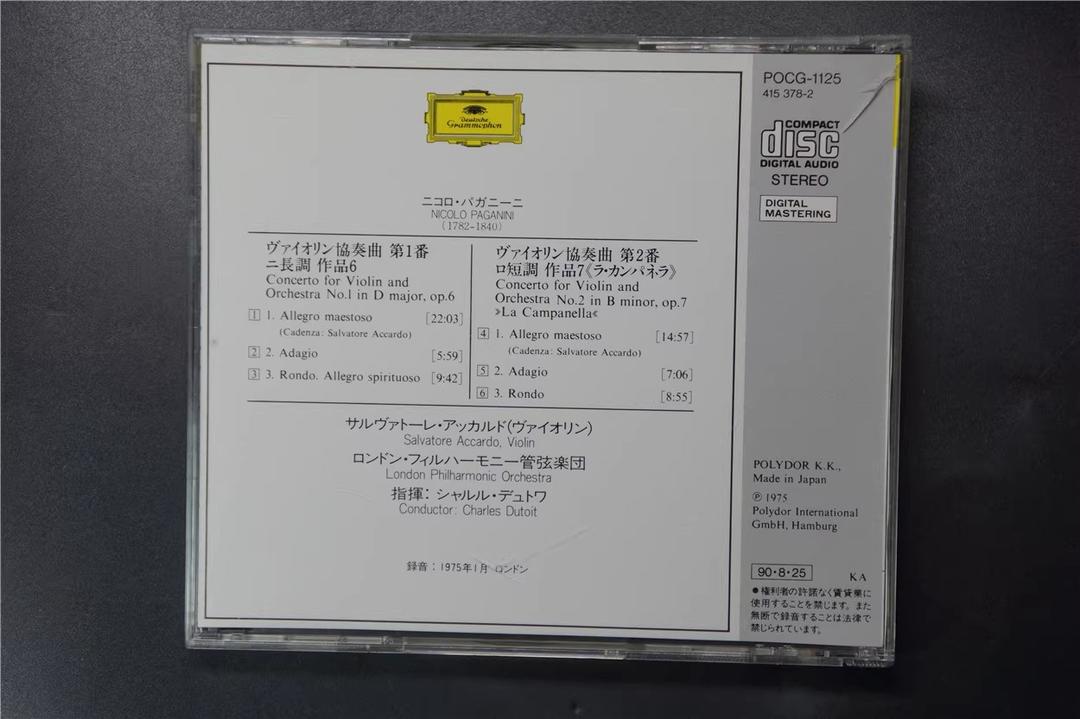 Deutsche
Grammophon
ニコロ・パガニーニ
NICOLO PAGANINI
(1782-1840)
ヴァイオリン協奏曲 第1番
ニ長調 作品6
Concerto for Violin and
Orchestra No.1 in D major, op.6
1 1. Allegro maestoso [22:03]
(Cadenza: Salvatore Accardo)
2 2. Adagio [5:59]
3 3. Rondo. Allegro spirituoso [9:42]
ヴァイオリン協奏曲 第2番
ロ短調 作品7《ラ・カンパネラ》
Concerto for Violin and
Orchestra No.2 in B minor, op.7
»La Campanella«
4 1. Allegro maestoso [14:57]
(Cadenza: Salvatore Accardo)
5 2. Adagio [7:06]
6 3. Rondo [8:55]
サルヴァトーレ・アッカルド(ヴァイオリン)
Salvatore Accardo, Violin
ロンドン・フィルハーモニー管弦楽団
London Philharmonic Orchestra
指揮: シャルル・デュトワ
Conductor: Charles Dutoit
録音：1975年1月 ロンドン
POCG-1125
415 378-2
COMPACT
disc
DIGITAL AUDIO
STEREO
DIGITAL
MASTERING
POLYDOR K.K.,
Made in Japan
℗ 1975
Polydor International
GmbH, Hamburg
90・8・25 KA
●権利者の許諾なく賃貸業に
使用することを禁じます。また
無断で録音することは法律で
禁じられています。